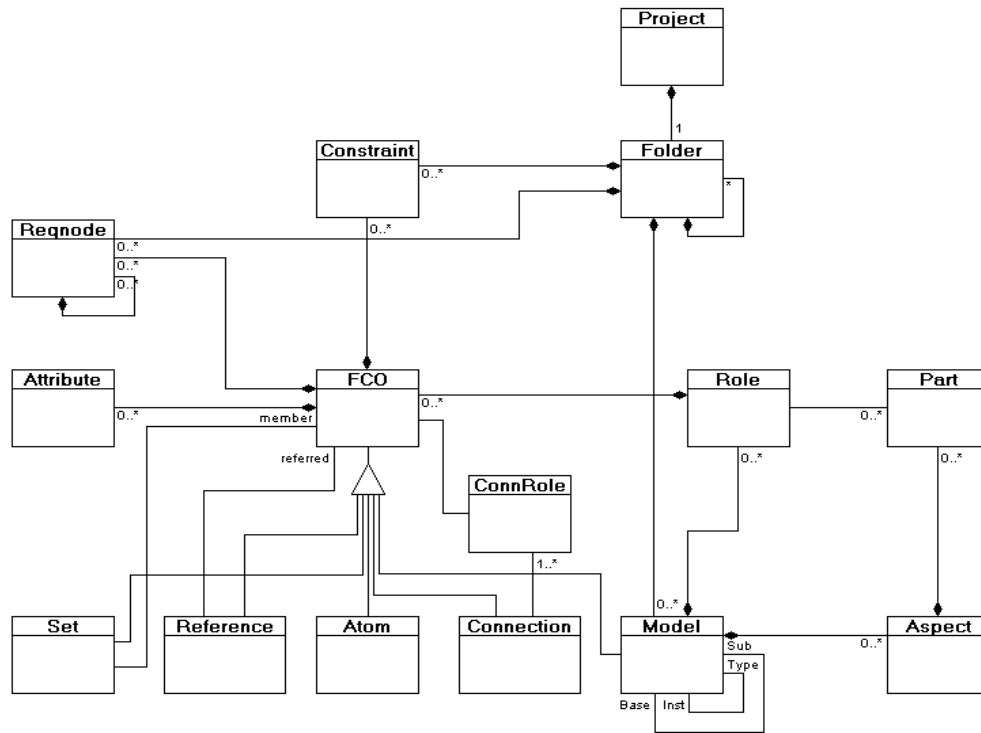 Project
1
Constraint
Folder
0..*
*
Reqnode
0..*
0..*
0..*
0..*
Attribute
FCO
Role
Part
0..*
member
0..*
0..*
referred
0..*
0..*
ConnRole
1..*
0..*
Set
Reference
Atom
Connection
Model
Aspect
Sub
0..*
Type
Base
Inst